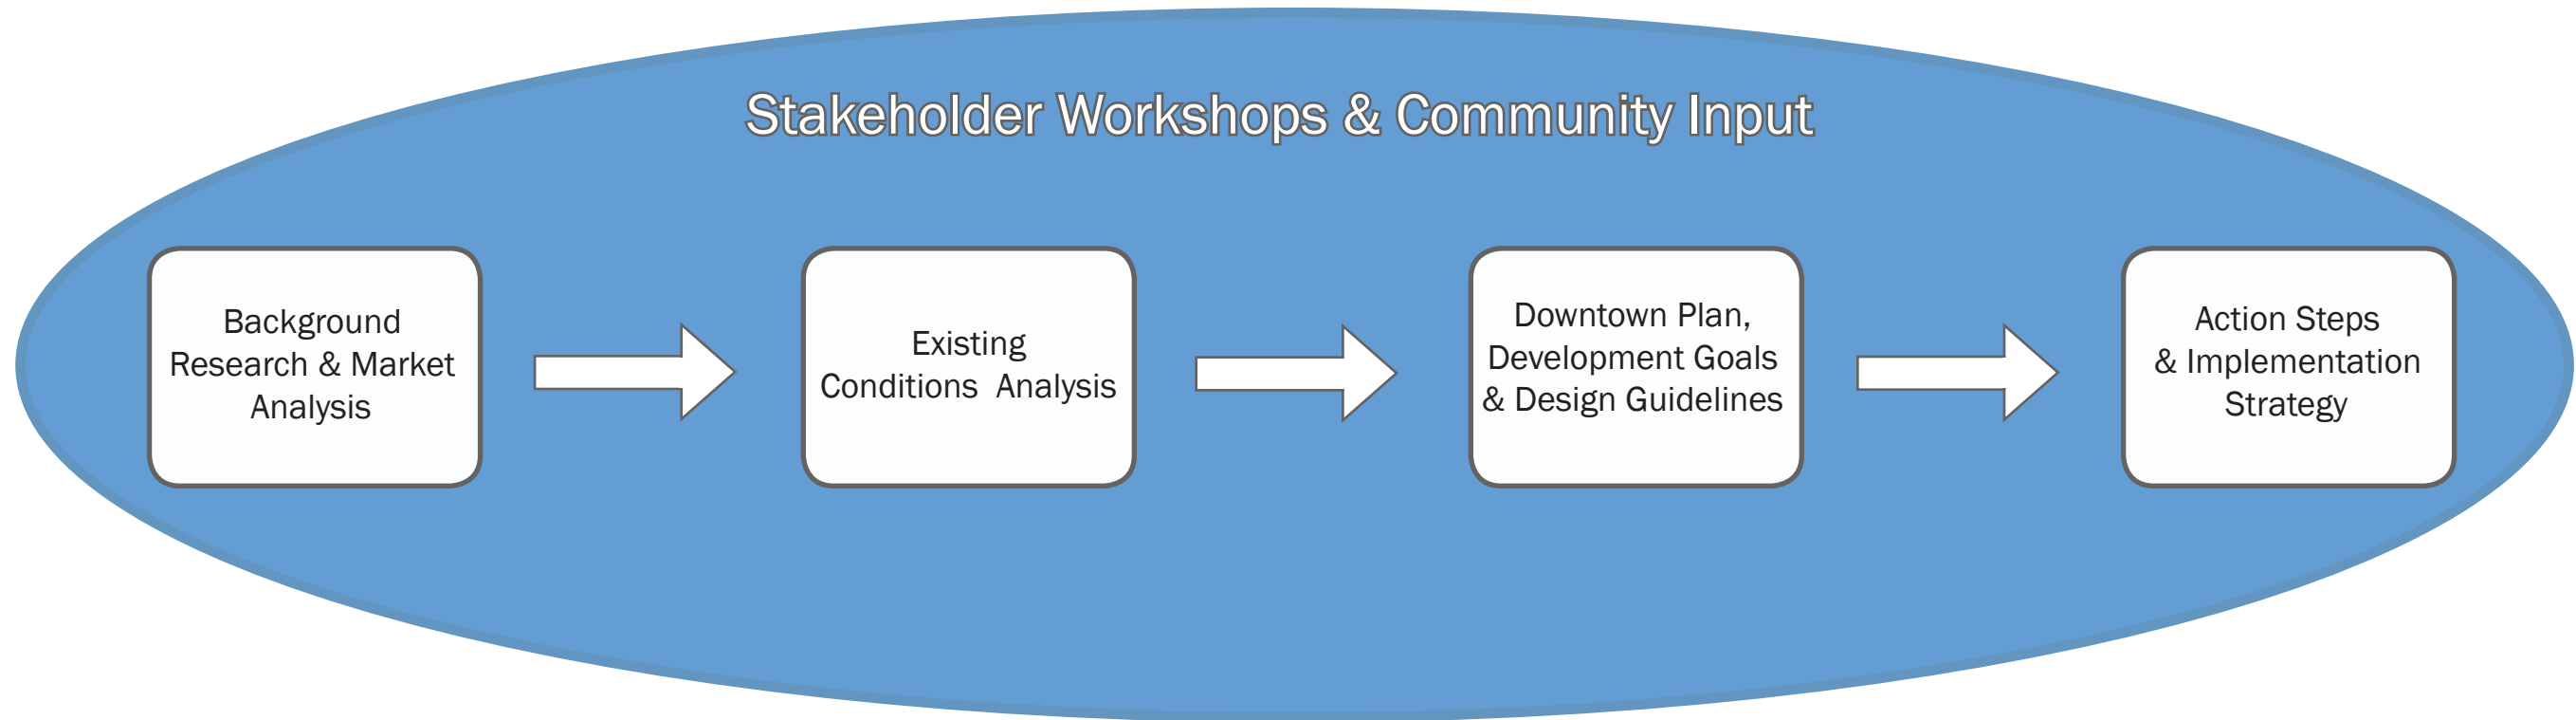 Stakeholder Workshops & Community Input
Background
Research & Market
Analysis
Existing
Conditions  Analysis
Downtown Plan,
Development Goals
& Design Guidelines
Action Steps
& Implementation
Strategy